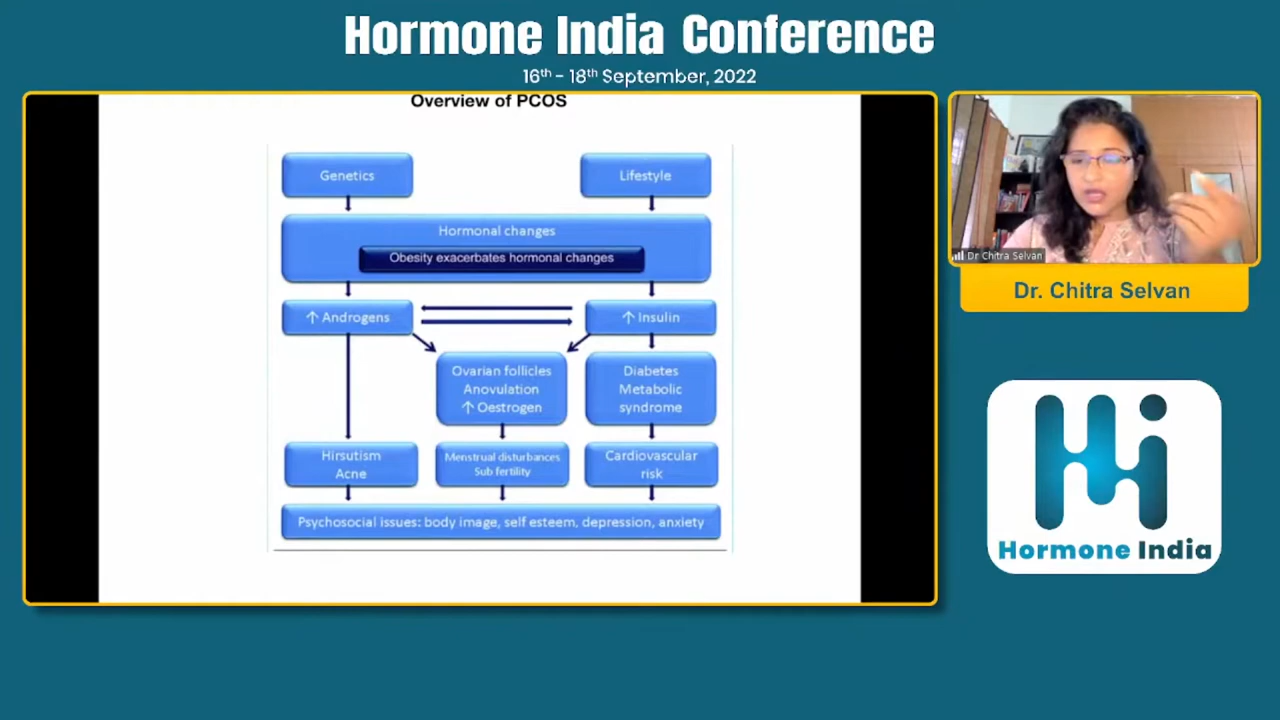 Hormone India Conference
16th - 18th September, 2022
Overview of PCOS
Genetics
Lifestyle
Hormonal changes
Obesity exacerbates hormonal changes
↑ Androgens
↑ Insulin
Ovarian follicles
Anovulation
↑ Oestrogen
Diabetes
Metabolic
syndrome
Hirsutism
Acne
Menstrual disturbances
Sub fertility
Cardiovascular
risk
Psychosocial issues: body image, self esteem, depression, anxiety
Dr Chitra Selvan
Dr. Chitra Selvan
Hi
Hormone India